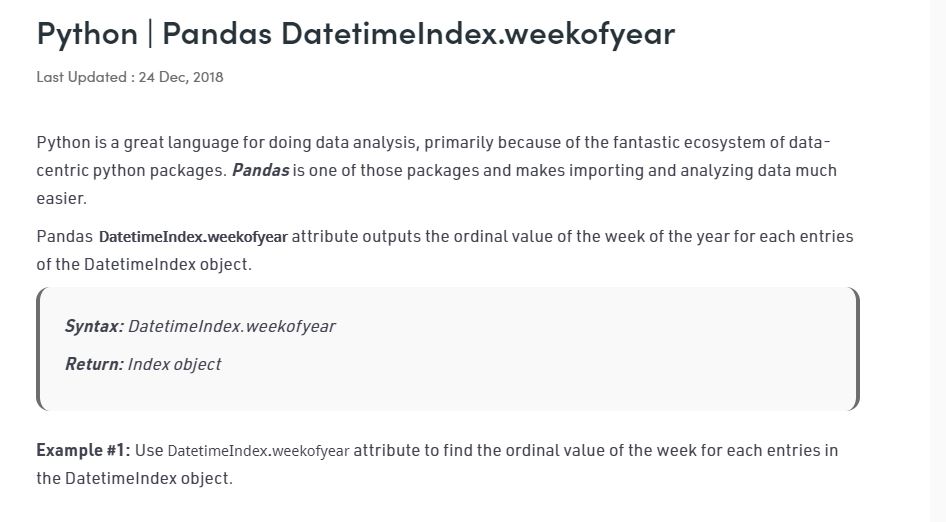 Python | Pandas DatetimeIndex.weekofyear
Last Updated : 24 Dec, 2018
Python is a great language for doing data analysis, primarily because of the fantastic ecosystem of data-
centric python packages. Pandas is one of those packages and makes importing and analyzing data much
easier.
Pandas DatetimeIndex.weekofyear attribute outputs the ordinal value of the week of the year for each entries
of the DatetimeIndex object.
Syntax: DatetimeIndex.weekofyear
Return: Index object
Example #1: Use DatetimeIndex.weekofyear attribute to find the ordinal value of the week for each entries in
the DatetimeIndex object.